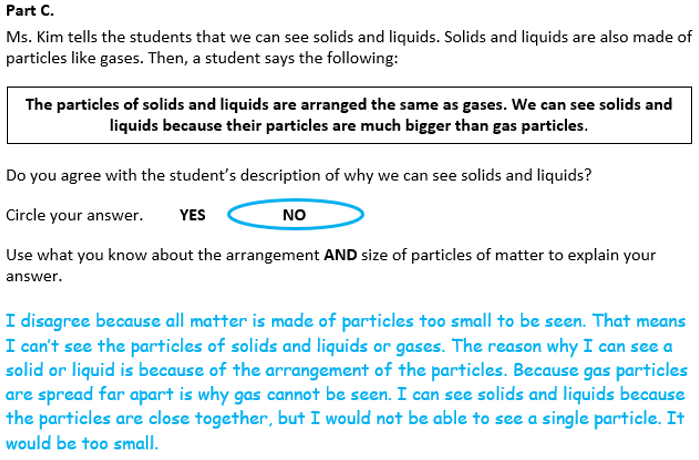 Part C.
Ms. Kim tells the students that we can see solids and liquids. Solids and liquids are also made of
particles like gases. Then, a student says the following:
The particles of solids and liquids are arranged the same as gases. We can see solids and
liquids because their particles are much bigger than gas particles.
Do you agree with the student's description of why we can see solids and liquids?
Circle your answer. YES NO
Use what you know about the arrangement AND size of particles of matter to explain your
answer.
I disagree because all matter is made of particles too small to be seen. That means
I can't see the particles of solids and liquids or gases. The reason why I can see a
solid or liquid is because of the arrangement of the particles. Because gas particles
are spread far apart is why gas cannot be seen. I can see solids and liquids because
the particles are close together, but I would not be able to see a single particle. It
would be too small.